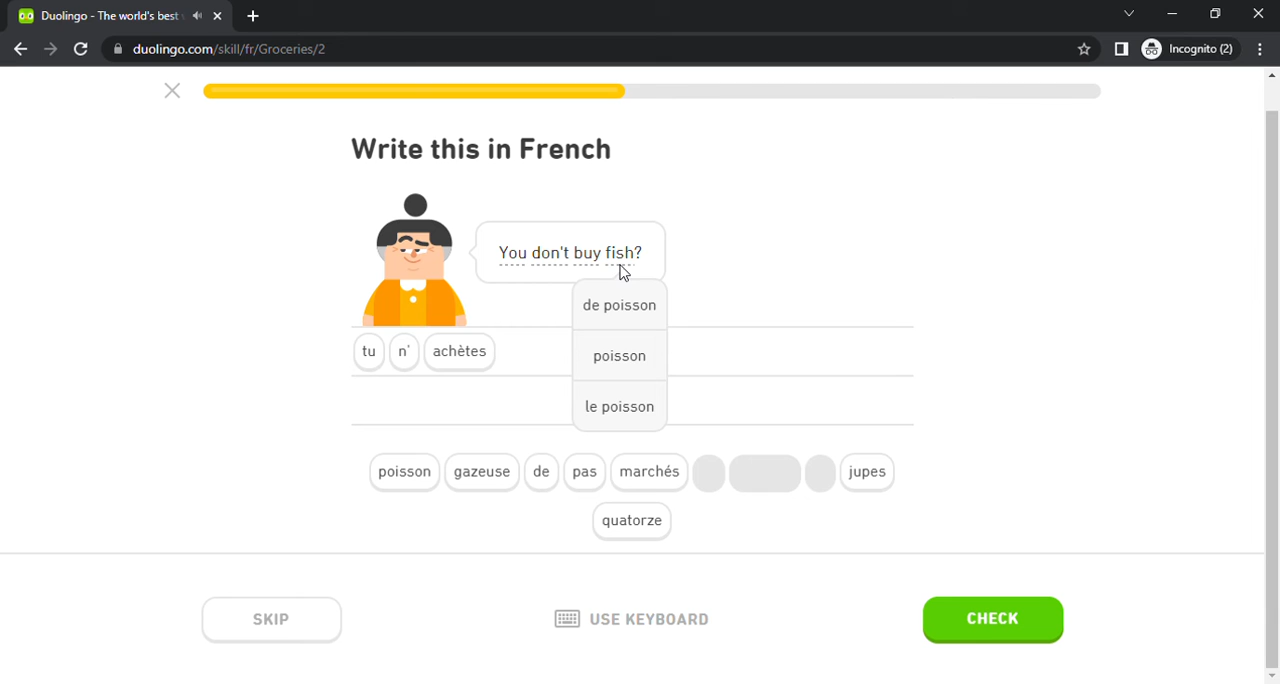 Duolingo - The world's best
duolingo.com/skill/fr/Groceries/2
Incognito (2)
Write this in French
You don't buy fish?
de poisson
tu n' achètes
poisson
le poisson
poisson gazeuse de pas marchés jupes
quatorze
SKIP USE KEYBOARD CHECK